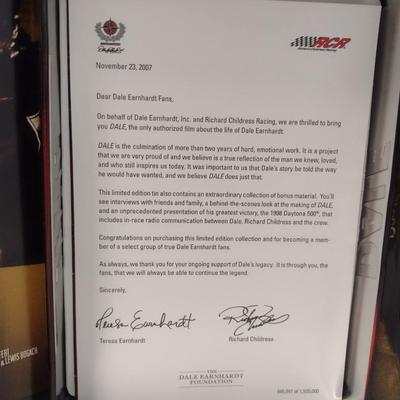 RCR
November 23, 2007
Dear Dale Earnhardt Fans,
On behalf of Dale Earnhardt, Inc. and Richard Childress Racing, we are thrilled to bring
you DALE, the only authorized film about the life of Dale Earnhardt.
DALE is the culmination of more than two years of hard, emotional work. It is a project
that we are very proud of and we believe is a true reflection of the man we knew, loved,
and who still inspires us today. It was important to us that Dale's story be told the way
he would have wanted, and we believe DALE does just that.
This limited edition tin also contains an extraordinary collection of bonus material. You'll
see interviews with friends and family, a behind-the-scenes look at the making of DALE,
and an unprecedented presentation of his greatest victory, the 1998 Daytona 500®, that
includes in-race radio communication between Dale, Richard Childress and the crew.
Congratulations on purchasing this limited edition collection and for becoming a mem-
ber of a select group of true Dale Earnhardt fans.
As always, we thank you for your ongoing support of Dale's legacy. It is through you, the
fans, that we will always be able to continue the legend.
Sincerely,
Teresa Earnhardt
Teresa Earnhardt
Richard Childress
THE
DALE EARNHARDT
FOUNDATION
& LEWIS BOGACH